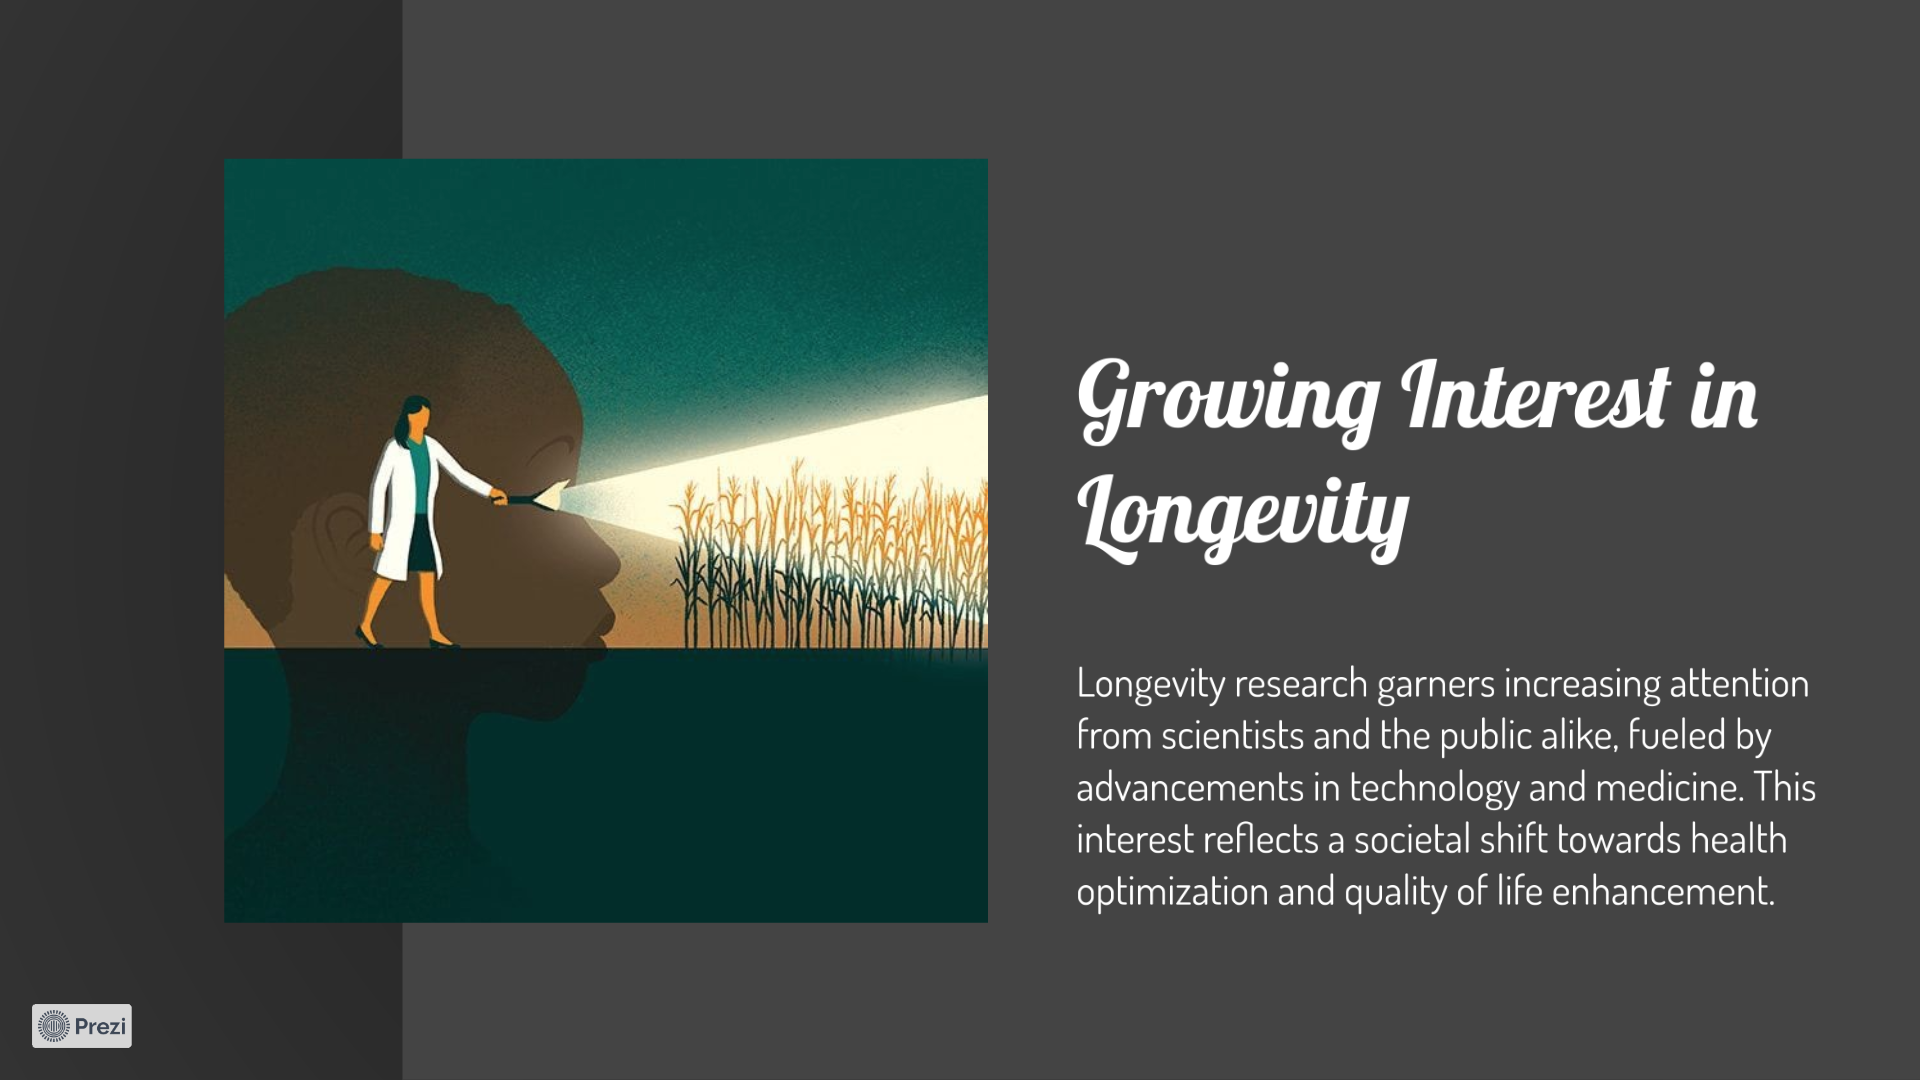 Growing Interest in
Longevity
Longevity research garners increasing attention
from scientists and the public alike, fueled by
advancements in technology and medicine. This
interest reflects a societal shift towards health
optimization and quality of life enhancement.
Prezi